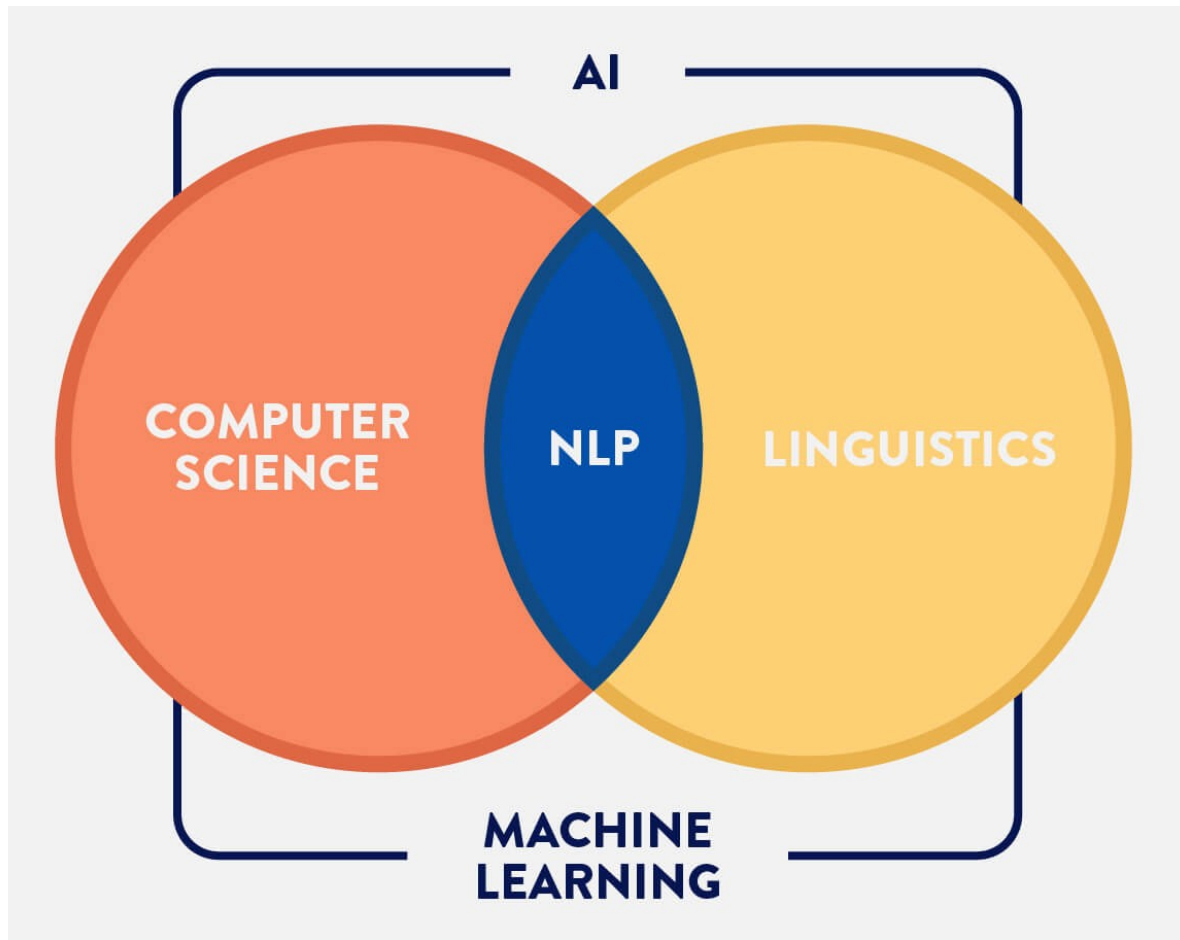 AI
COMPUTER
SCIENCE
NLP
LINGUISTICS
MACHINE
LEARNING